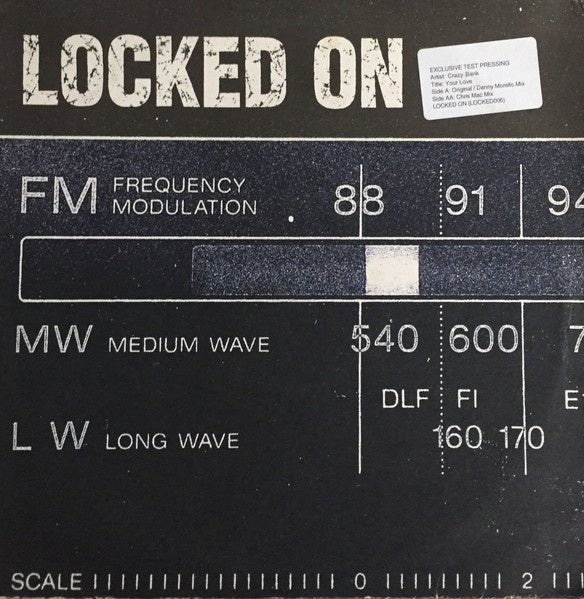 LOCKED ON
EXCLUSIVE TEST PRESSING
Artist: Crazy Bank
Title: Your Love
Side A: Original / Danny Morello Mix
Side AA: Chris Mac Mix
LOCKED ON (LOCKED006)
FM FREQUENCY MODULATION 88 91 94
MW MEDIUM WAVE 540 600 7
DLF FI E
L W LONG WAVE 160 170
SCALE 0 2